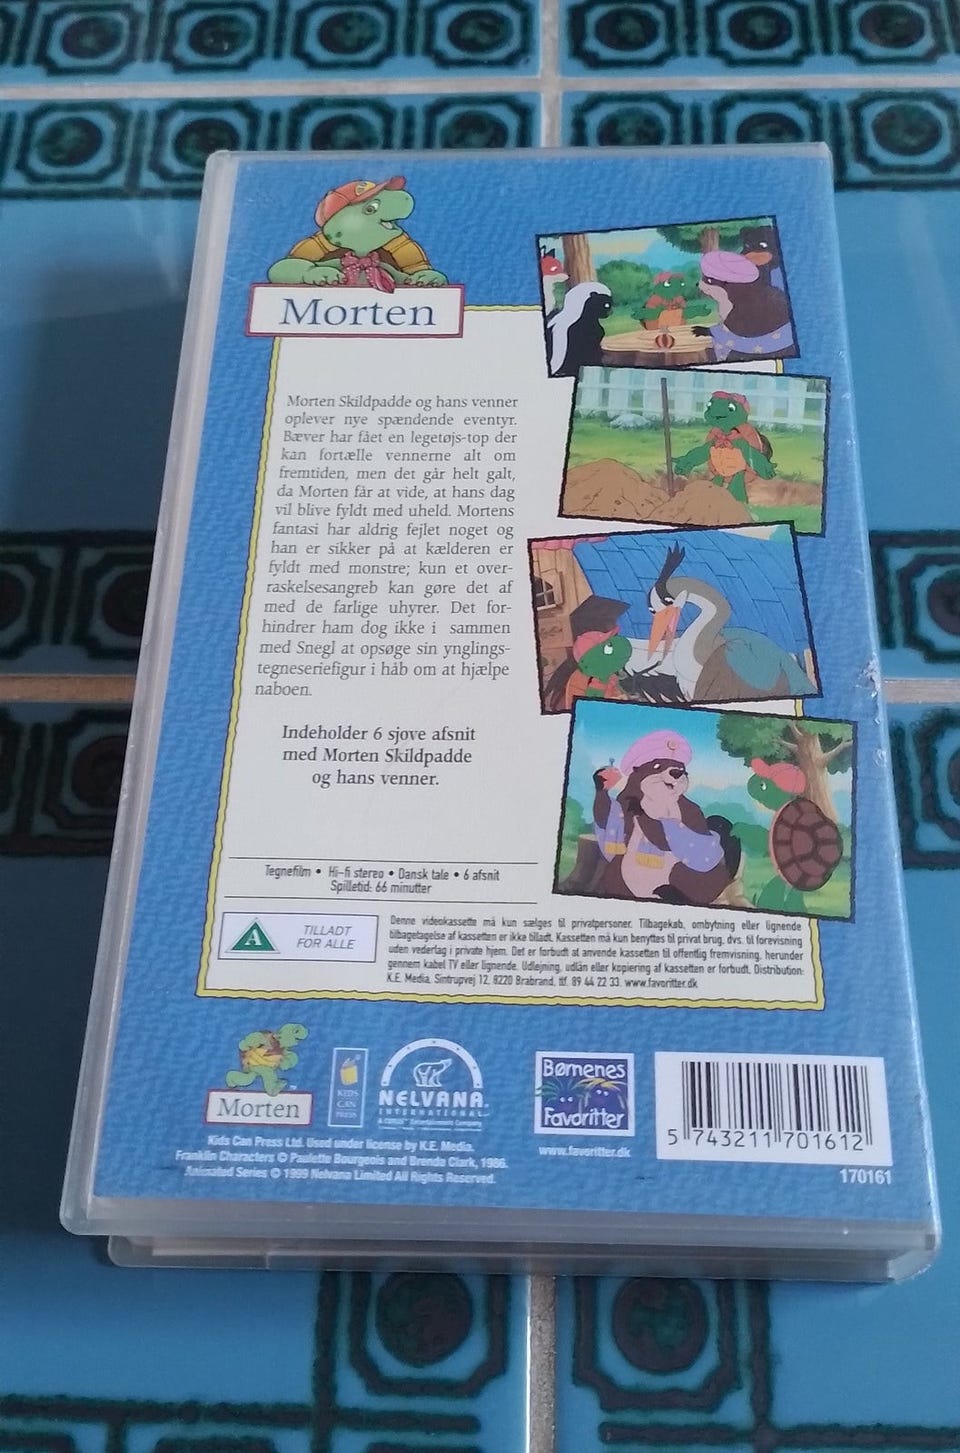 Morten
Morten Skildpadde og hans venner
oplever nye spændende eventyr.
Bæver har fået en legetøjs-top der
kan fortælle vennerne alt om
fremtiden, men det går helt galt,
da Morten får at vide, at hans dag
vil blive fyldt med uheld. Mortens
fantasi har aldrig fejlet noget og
han er sikker på at kælderen er
fyldt med monstre; kun et over-
raskelsesangreb kan gøre det af
med de farlige uhyrer. Det for-
hindrer ham dog ikke i sammen
med Snegl at opsøge sin ynglings-
tegneseriefigur i håb om at hjælpe
naboen.
Indeholder 6 sjove afsnit
med Morten Skildpadde
og hans venner.
Tegnefilm • Hi-fi stereo • Dansk tale • 6 afsnit
Spilletid: 66 minutter
A
TILLADT
FOR ALLE
Denne videokassette må kun sælges til privatpersoner. Tilbagekøb, ombytning eller lignende
tilbagetagelse af kassetten er ikke tilladt. Kassetten må kun benyttes til privat brug, dvs. til forevisning
uden vederlag i private hjem. Det er forbudt at anvende kassetten til offentlig fremvisning, herunder
gennem kabel TV eller lignende. Udlejning, udlån eller kopiering af kassetten er forbudt. Distribution:
K.E. Media, Sintrupvej 12, 8220 Brabrand, tlf. 89 44 22 33. www.favoritter.dk
Morten
KIDS
CAN
PRESS
NELVANA
INTERNATIONAL
A CORUS Entertainment Company
Børnenes
Favoritter
www.favoritter.dk
5 743211 701612
170161
Kids Can Press Ltd. Used under license by K.E. Media.
Franklin Characters © Paulette Bourgeois and Brenda Clark, 1986.
Animated Series © 1999 Nelvana Limited All Rights Reserved.